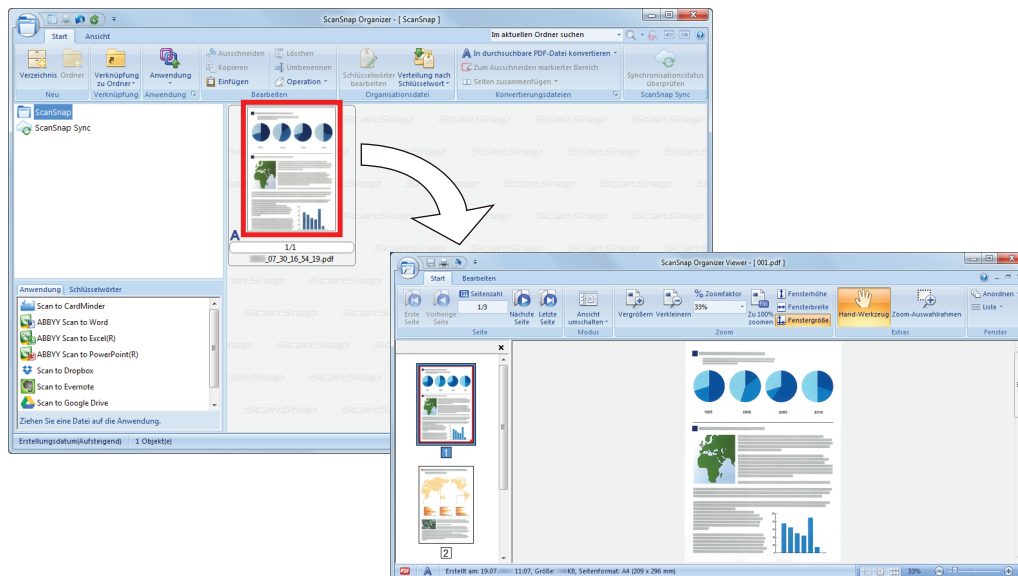 ScanSnap Organizer - [ ScanSnap ]
Start Ansicht
Im aktuellen Ordner suchen
Verzeichnis Ordner
Neu
Verknüpfung zu Ordner
Verknüpfung
Anwendung
Anwendung
Ausschneiden
Kopieren
Einfügen
Löschen
Umbenennen
Operation
Bearbeiten
Schlüsselwörter bearbeiten
Verteilung nach Schlüsselwort
Organisationsdatei
In durchsuchbare PDF-Datei konvertieren
Zum Ausschneiden markierter Bereich
Seiten zusammenfügen
Konvertierungsdateien
Synchronisationsstatus überprüfen
ScanSnap Sync
ScanSnap
ScanSnap Sync
A
1/1
_07_30_16_54_19.pdf
Anwendung Schlüsselwörter
Scan to CardMinder
ABBYY Scan to Word
ABBYY Scan to Excel(R)
ABBYY Scan to PowerPoint(R)
Scan to Dropbox
Scan to Evernote
Scan to Google Drive
Ziehen Sie eine Datei auf die Anwendung.
Erstellungsdatum(Aufsteigend) 1 Objekt(e)
ScanSnap Organizer Viewer - [ 001.pdf ]
Start Bearbeiten
Erste Seite
Vorherige Seite
Seitenzahl
1/3
Nächste Seite
Letzte Seite
Seite
Ansicht umschalten
Modus
Vergrößern Verkleinern
% Zoomfaktor
33%
Zu 100% zoomen
Fensterhöhe
Fensterbreite
Fenstergröße
Zoom
Hand-Werkzeug Zoom-Auswahlrahmen
Extras
Anordnen
Liste
Fenster
1
2
1995 2000 2005 2010
PDF A Erstellt am: 19.07. 11:07, Größe: KB, Seitenformat: A4 (209 x 296 mm)
33%